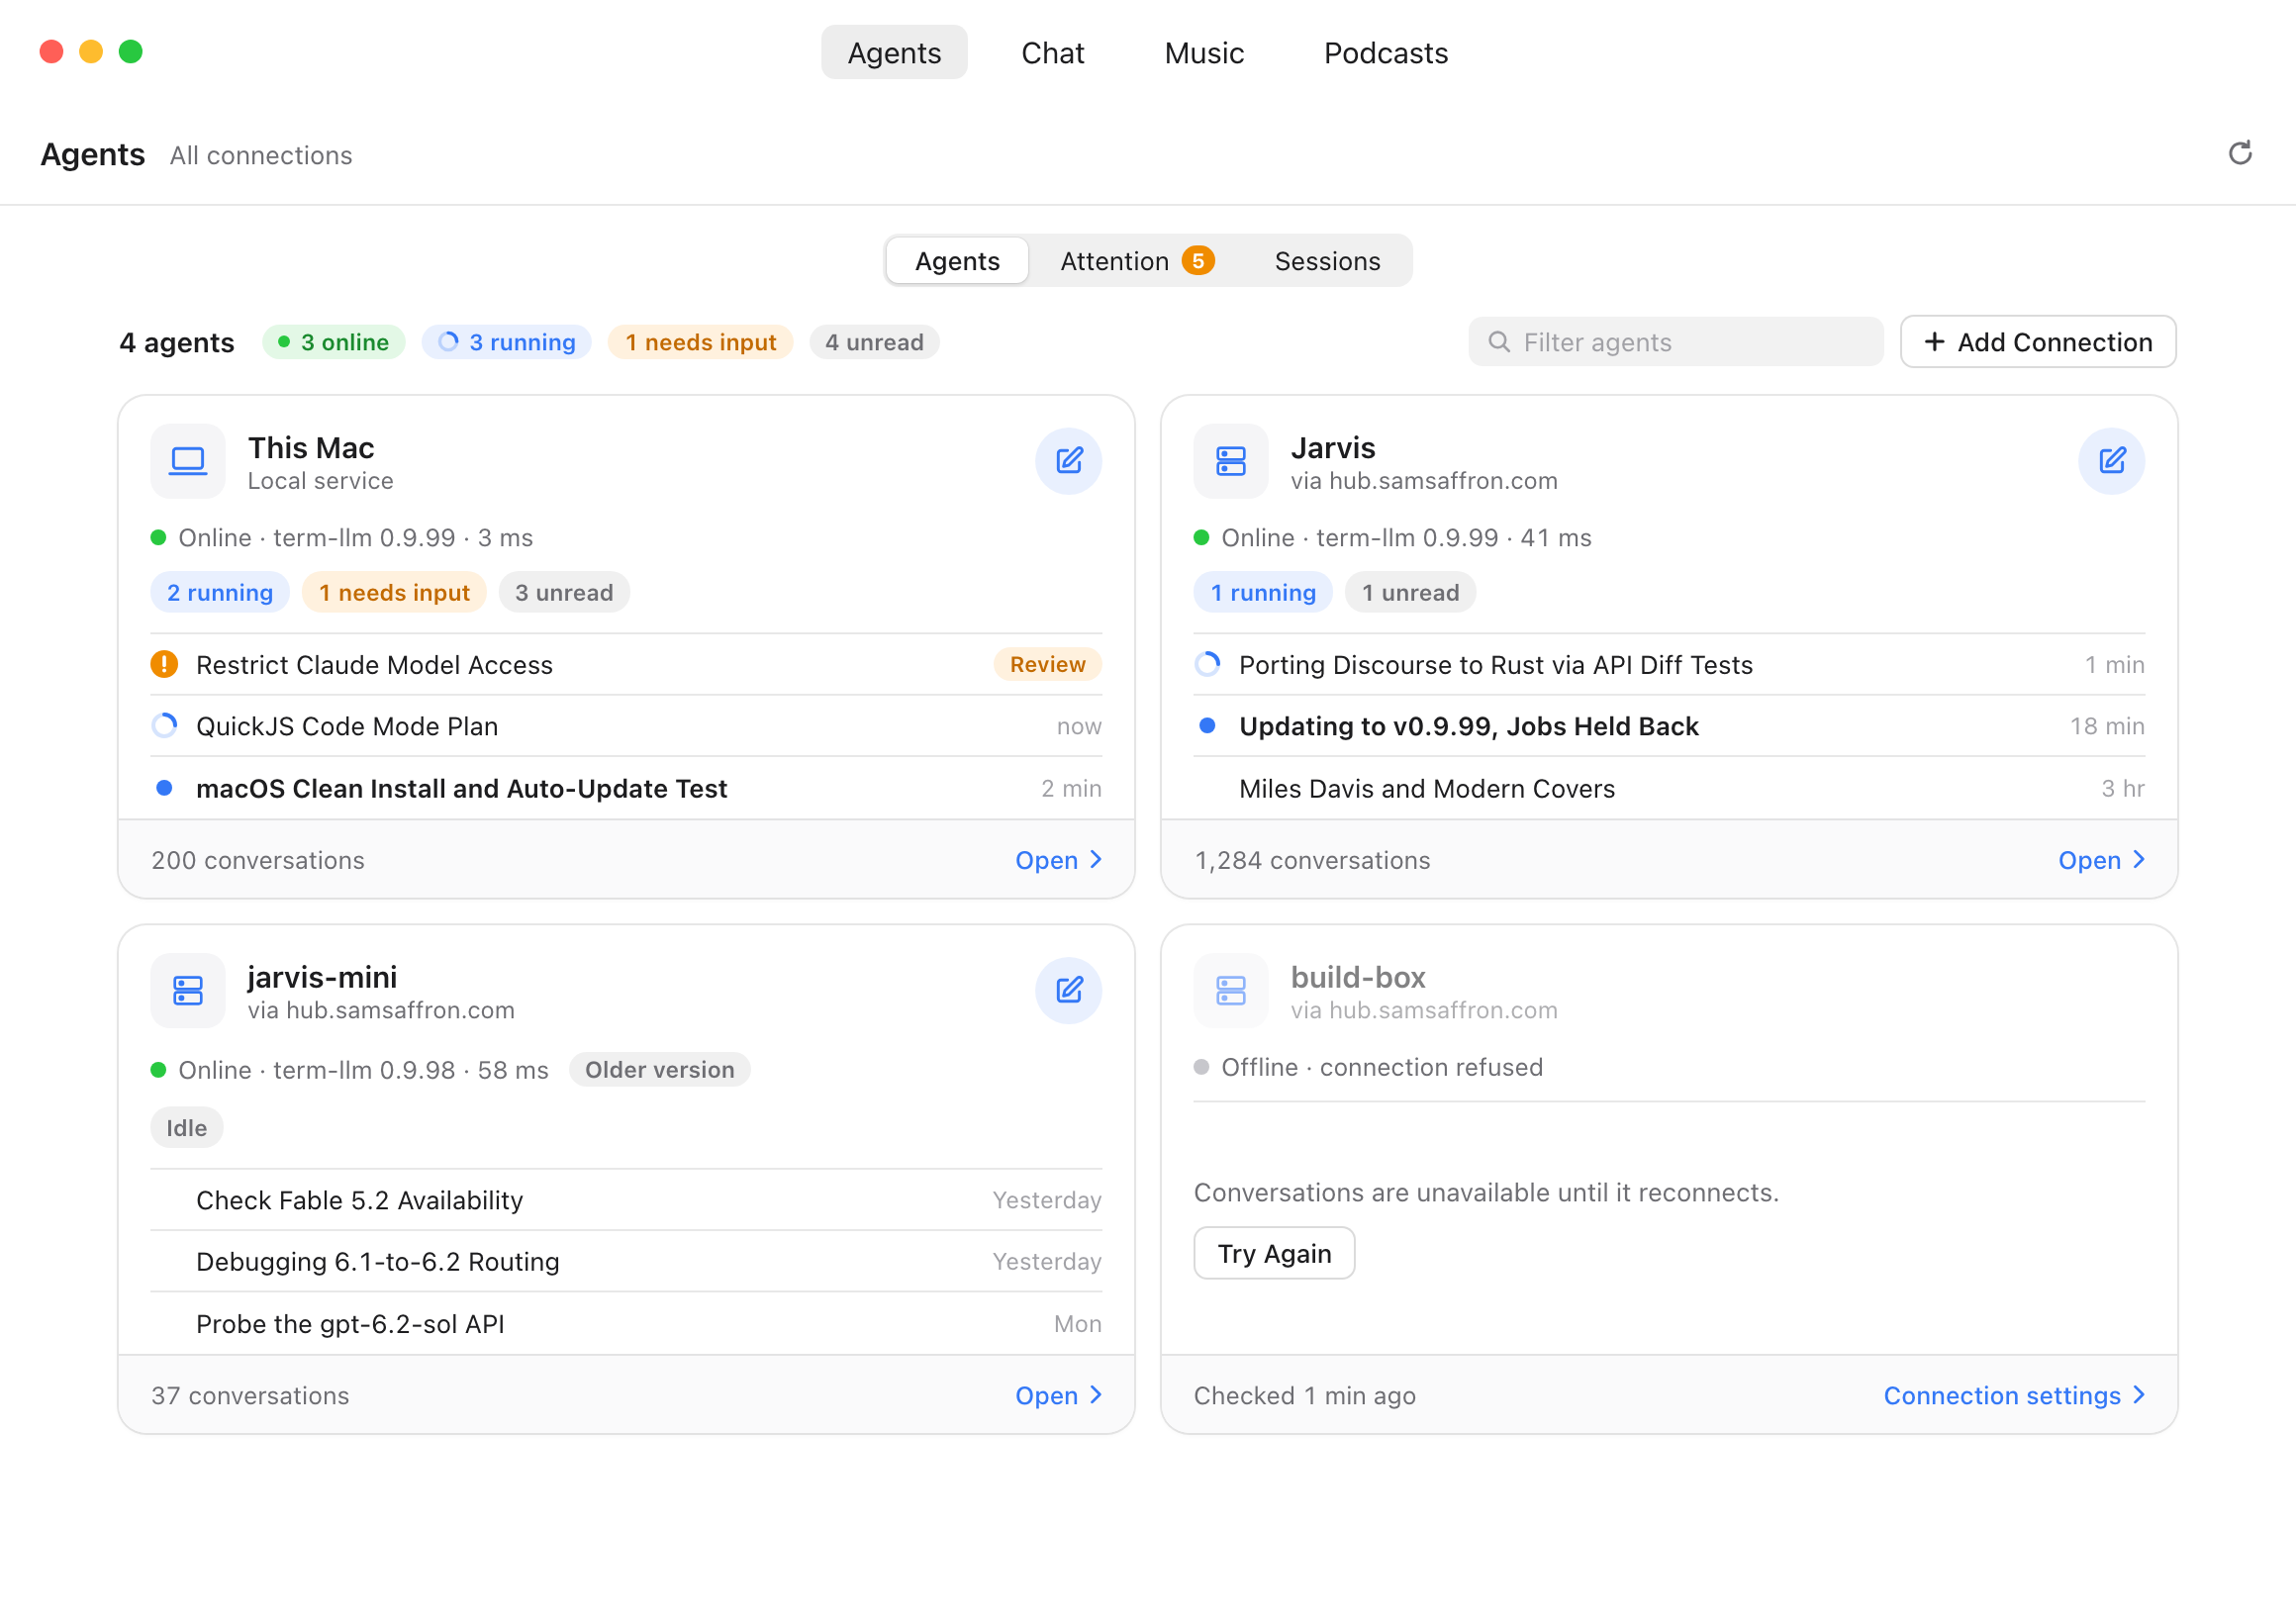 Agents Chat Music Podcasts
Agents All connections
Agents Attention 5 Sessions
4 agents 3 online 3 running 1 needs input 4 unread Filter agents + Add Connection
This Mac
Local service
Online · term-llm 0.9.99 · 3 ms
2 running 1 needs input 3 unread
Restrict Claude Model Access Review
QuickJS Code Mode Plan now
macOS Clean Install and Auto-Update Test 2 min
200 conversations Open
Jarvis
via hub.samsaffron.com
Online · term-llm 0.9.99 · 41 ms
1 running 1 unread
Porting Discourse to Rust via API Diff Tests 1 min
Updating to v0.9.99, Jobs Held Back 18 min
Miles Davis and Modern Covers 3 hr
1,284 conversations Open
jarvis-mini
via hub.samsaffron.com
Online · term-llm 0.9.98 · 58 ms Older version
Idle
Check Fable 5.2 Availability Yesterday
Debugging 6.1-to-6.2 Routing Yesterday
Probe the gpt-6.2-sol API Mon
37 conversations Open
build-box
via hub.samsaffron.com
Offline · connection refused
Conversations are unavailable until it reconnects.
Try Again
Checked 1 min ago Connection settings